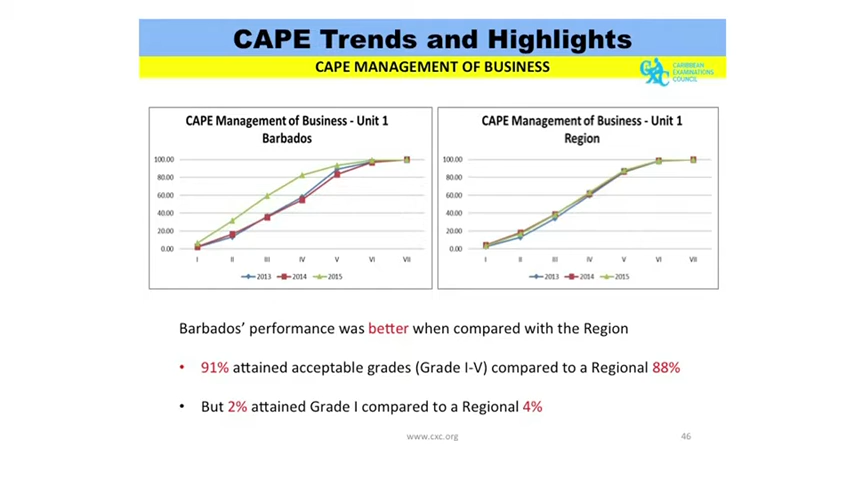 CAPE Trends and Highlights
CAPE MANAGEMENT OF BUSINESS
CXC
CARIBBEAN
EXAMINATIONS
COUNCIL
CAPE Management of Business - Unit 1
Barbados
100.00
80.00
60.00
40.00
20.00
0.00
I II III IV V VI VII
2013 2014 2015
CAPE Management of Business - Unit 1
Region
100.00
80.00
60.00
40.00
20.00
0.00
I II III IV V VI VII
2013 2014 2015
Barbados' performance was better when compared with the Region
• 91% attained acceptable grades (Grade I-V) compared to a Regional 88%
• But 2% attained Grade I compared to a Regional 4%
www.cxc.org
46